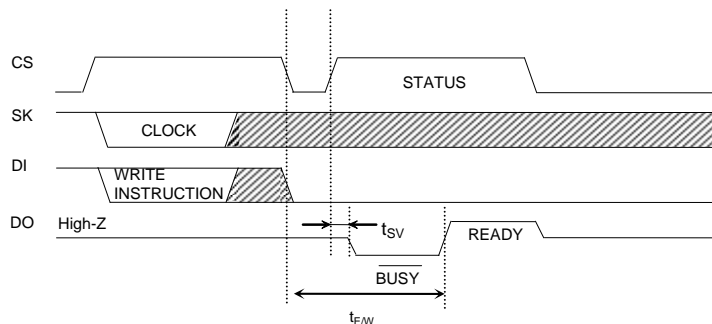 CS
STATUS
SK
CLOCK
DI
WRITE
INSTRUCTION
DO
High-Z
tSV
READY
BUSY
tE/W